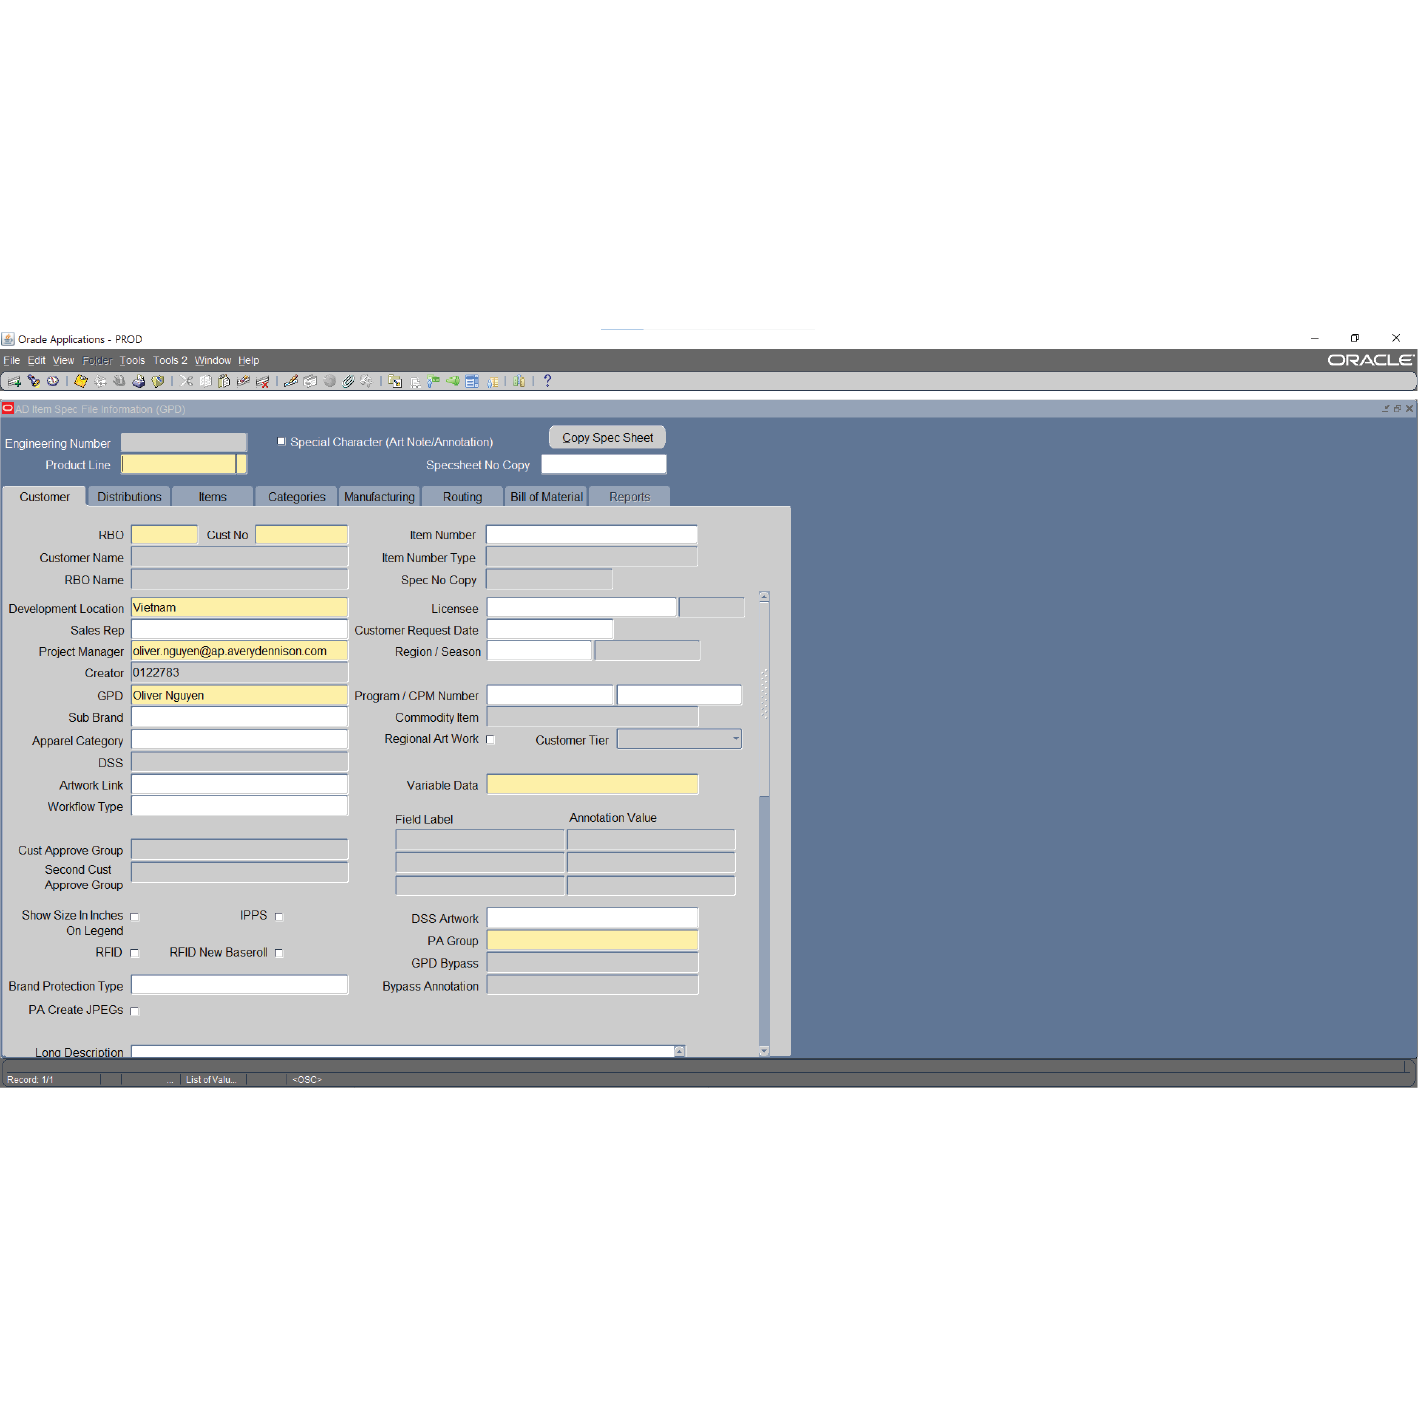 Oracle Applications - PROD
File Edit View Folder Tools Tools 2 Window Help
ORACLE
AD Item Spec File Information (GPD)
Engineering Number
Special Character (Art Note/Annotation)
Copy Spec Sheet
Product Line
Specsheet No Copy
Customer Distributions Items Categories Manufacturing Routing Bill of Material Reports
RBO Cust No Item Number
Customer Name Item Number Type
RBO Name Spec No Copy
Development Location Vietnam Licensee
Sales Rep Customer Request Date
Project Manager oliver.nguyen@ap.averydennison.com Region / Season
Creator 0122783
GPD Oliver Nguyen Program / CPM Number
Sub Brand Commodity Item
Apparel Category Regional Art Work Customer Tier
DSS
Artwork Link Variable Data
Workflow Type
Field Label Annotation Value
Cust Approve Group
Second Cust
Approve Group
Show Size In Inches IPPS DSS Artwork
On Legend
PA Group
RFID RFID New Baseroll
GPD Bypass
Brand Protection Type Bypass Annotation
PA Create JPEGs
Long Description
Record: 1/1 ... List of Valu... <OSC>